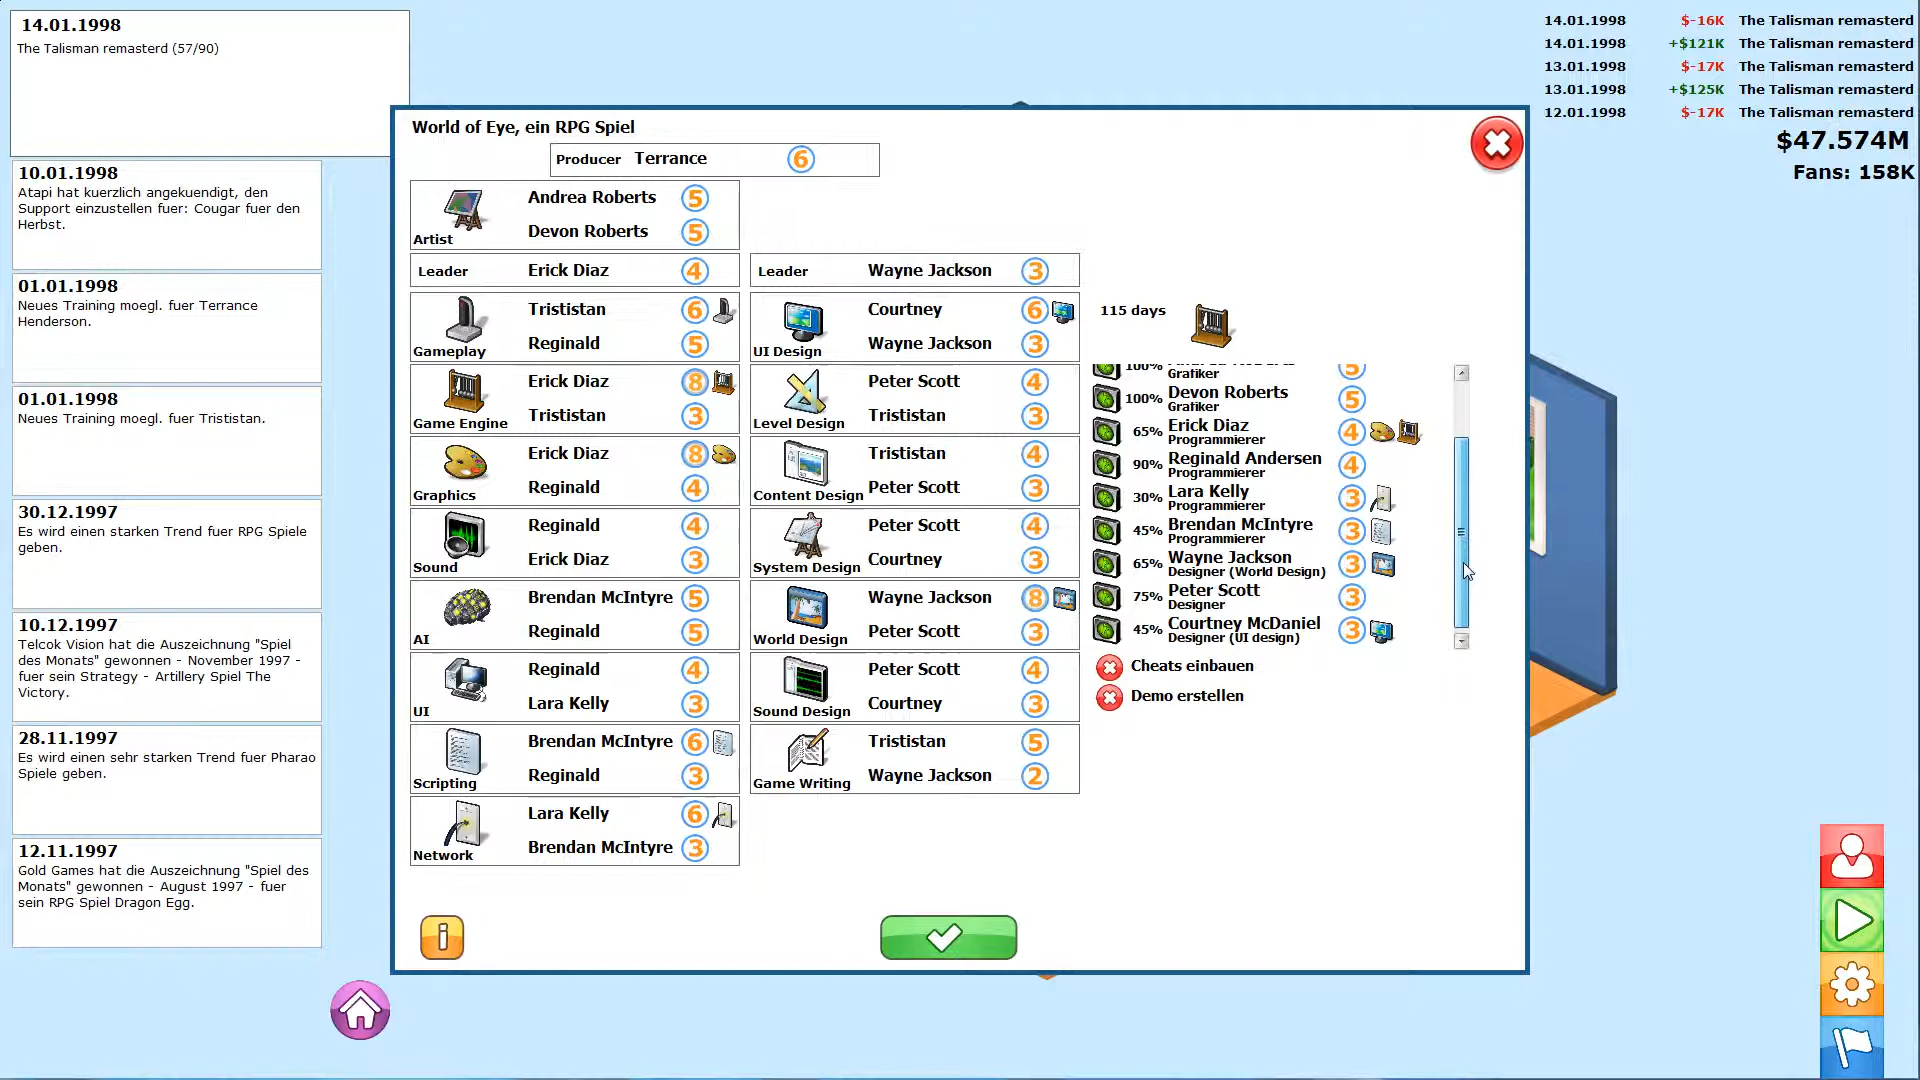 14.01.1998
The Talisman remasterd (57/90)
10.01.1998
Atapi hat kuerzlich angekuendigt, den
Support einzustellen fuer: Cougar fuer den
Herbst.
01.01.1998
Neues Training moegl. fuer Terrance
Henderson.
01.01.1998
Neues Training moegl. fuer Trististan.
30.12.1997
Es wird einen starken Trend fuer RPG Spiele
geben.
10.12.1997
Telcok Vision hat die Auszeichnung "Spiel
des Monats" gewonnen - November 1997 -
fuer sein Strategy - Artillery Spiel The
Victory.
28.11.1997
Es wird einen sehr starken Trend fuer Pharao
Spiele geben.
12.11.1997
Gold Games hat die Auszeichnung "Spiel des
Monats" gewonnen - August 1997 - fuer
sein RPG Spiel Dragon Egg.
World of Eye, ein RPG Spiel
Producer Terrance 6
Artist
Andrea Roberts 5
Devon Roberts 5
Leader Erick Diaz 4
Gameplay
Trististan 6
Reginald 5
Game Engine
Erick Diaz 8
Trististan 3
Graphics
Erick Diaz 8
Reginald 4
Sound
Reginald 4
Erick Diaz 3
AI
Brendan McIntyre 5
Reginald 5
UI
Reginald 4
Lara Kelly 3
Scripting
Brendan McIntyre 6
Reginald 3
Network
Lara Kelly 6
Brendan McIntyre 3
Leader Wayne Jackson 3
UI Design
Courtney 6
Wayne Jackson 3
Level Design
Peter Scott 4
Trististan 3
Content Design
Trististan 4
Peter Scott 3
System Design
Peter Scott 4
Courtney 3
World Design
Wayne Jackson 8
Peter Scott 3
Sound Design
Peter Scott 4
Courtney 3
Game Writing
Trististan 5
Wayne Jackson 2
115 days
100%
Grafiker
5
100% Devon Roberts 5
Grafiker
65% Erick Diaz 4
Programmierer
90% Reginald Andersen 4
Programmierer
30% Lara Kelly 3
Programmierer
45% Brendan McIntyre 3
Programmierer
65% Wayne Jackson 3
Designer (World Design)
75% Peter Scott 3
Designer
45% Courtney McDaniel 3
Designer (UI design)
Cheats einbauen
Demo erstellen
14.01.1998 $-16K The Talisman remasterd
14.01.1998 +$121K The Talisman remasterd
13.01.1998 $-17K The Talisman remasterd
13.01.1998 +$125K The Talisman remasterd
12.01.1998 $-17K The Talisman remasterd
$47.574M
Fans: 158K